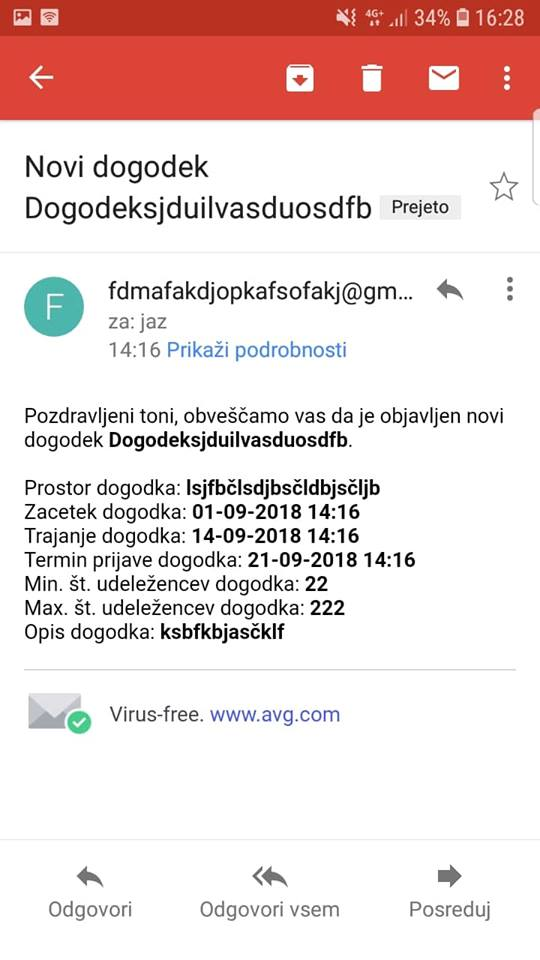 4G+ 34% 16:28
Novi dogodek
Dogodeksjduilvasduosdfb Prejeto
F
fdmafakdjopkafsofakj@gm...
za: jaz
14:16 Prikaži podrobnosti
Pozdravljeni toni, obveščamo vas da je objavljen novi
dogodek Dogodeksjduilvasduosdfb.
Prostor dogodka: lsjfbčlsdjbsčldbjsčljb
Zacetek dogodka: 01-09-2018 14:16
Trajanje dogodka: 14-09-2018 14:16
Termin prijave dogodka: 21-09-2018 14:16
Min. št. udeležencev dogodka: 22
Max. št. udeležencev dogodka: 222
Opis dogodka: ksbfkbjasčklf
Virus-free. www.avg.com
Odgovori Odgovori vsem Posreduj